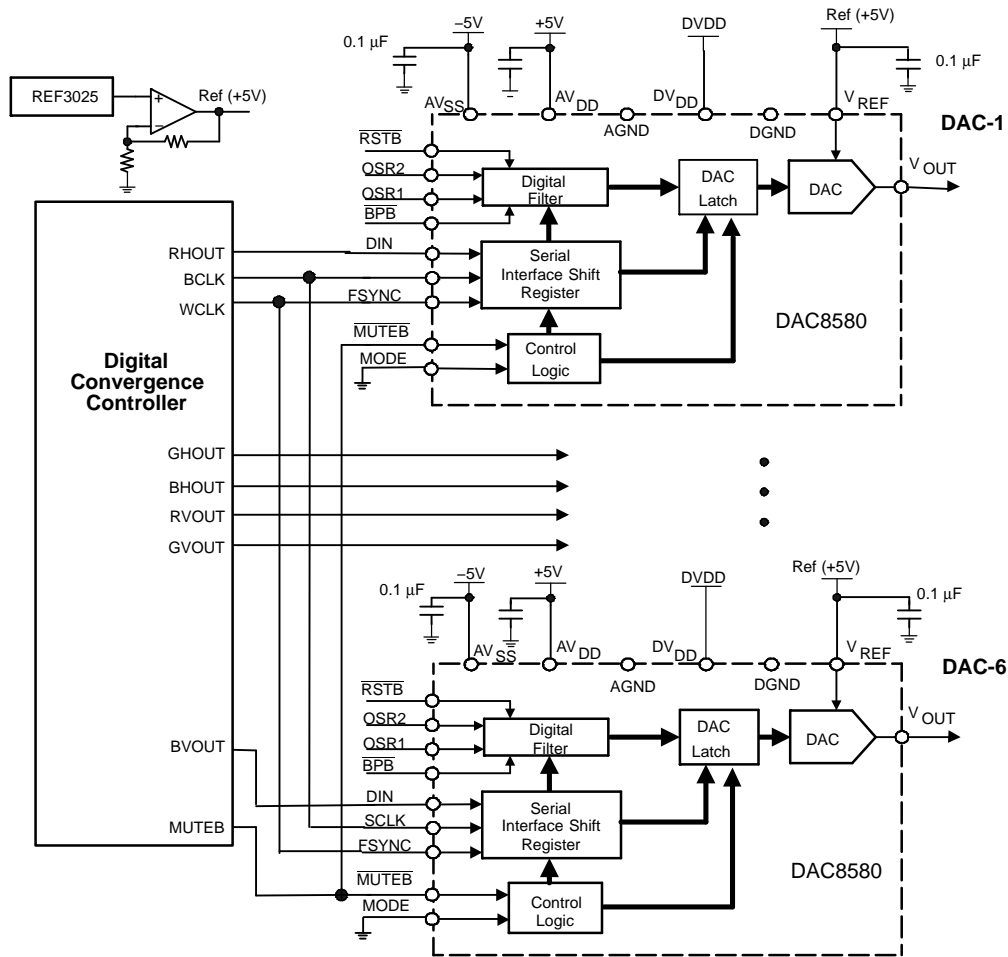 –5V
+5V
DVDD
Ref (+5V)
0.1 μF
0.1 μF
REF3025
+
–
Ref (+5V)
AVSS
AVDD
AGND
DVDD
DGND
VREF
DAC-1
RSTB
OSR2
OSR1
BPB
Digital
Filter
DAC
Latch
DAC
VOUT
RHOUT
BCLK
WCLK
DIN
FSYNC
Serial
Interface Shift
Register
MUTEB
MODE
Control
Logic
DAC8580
Digital
Convergence
Controller
GHOUT
BHOUT
RVOUT
GVOUT
–5V
+5V
DVDD
Ref (+5V)
0.1 μF
0.1 μF
AVSS
AVDD
AGND
DVDD
DGND
VREF
DAC-6
RSTB
OSR2
OSR1
BPB
Digital
Filter
DAC
Latch
DAC
VOUT
BVOUT
MUTEB
DIN
SCLK
FSYNC
Serial
Interface Shift
Register
MUTEB
MODE
Control
Logic
DAC8580